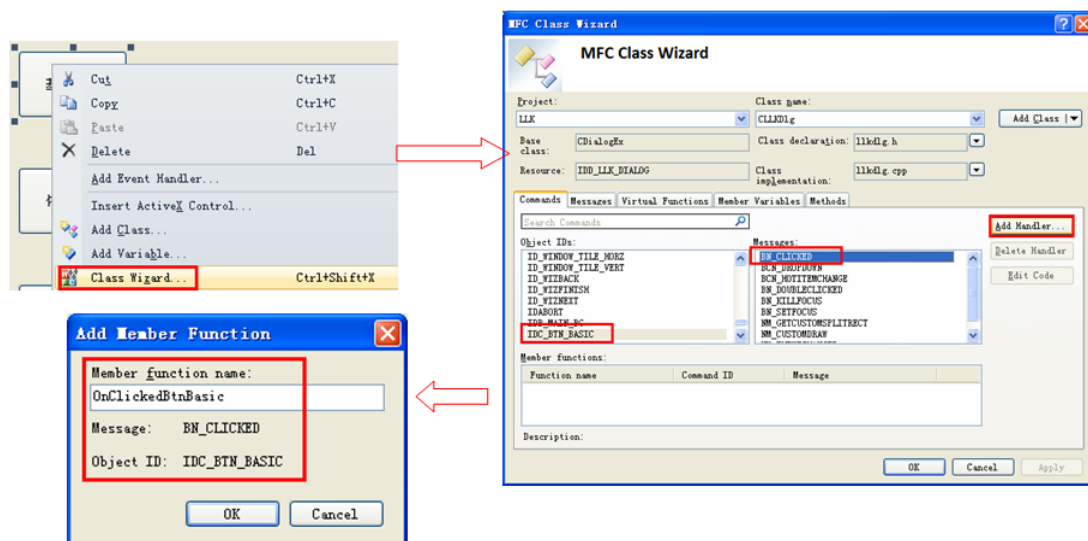 Cut Ctrl+X
Copy Ctrl+C
Paste Ctrl+V
Delete Del
Add Event Handler...
Insert ActiveX Control...
Add Class...
Add Variable...
Class Wizard... Ctrl+Shift+X
MFC Class Wizard
MFC Class Wizard
Project: Class name:
LLK CLLKDlg Add Class
Base class: CDialogEx Class declaration: llkdlg.h
Resource: IDD_LLK_DIALOG Class implementation: llkdlg.cpp
Commands Messages Virtual Functions Member Variables Methods
Search Commands Add Handler...
Object IDs: Messages:
ID_WINDOW_TILE_HORZ BN_CLICKED
ID_WINDOW_TILE_VERT BCN_DROPDOWN
ID_WIZBACK BCN_HOTITEMCHANGE
ID_WIZFINISH BN_DOUBLECLICKED
ID_WIZNEXT BN_KILLFOCUS
IDABORT BN_SETFOCUS
IDB_MAIN_BG NM_GETCUSTOMSPLITRECT
IDC_BTN_BASIC NM_CUSTOMDRAW
Delete Handler
Edit Code
Member functions:
Function name Command ID Message
Description:
OK Cancel Apply
Add Member Function
Member function name:
OnClickedBtnBasic
Message: BN_CLICKED
Object ID: IDC_BTN_BASIC
OK Cancel